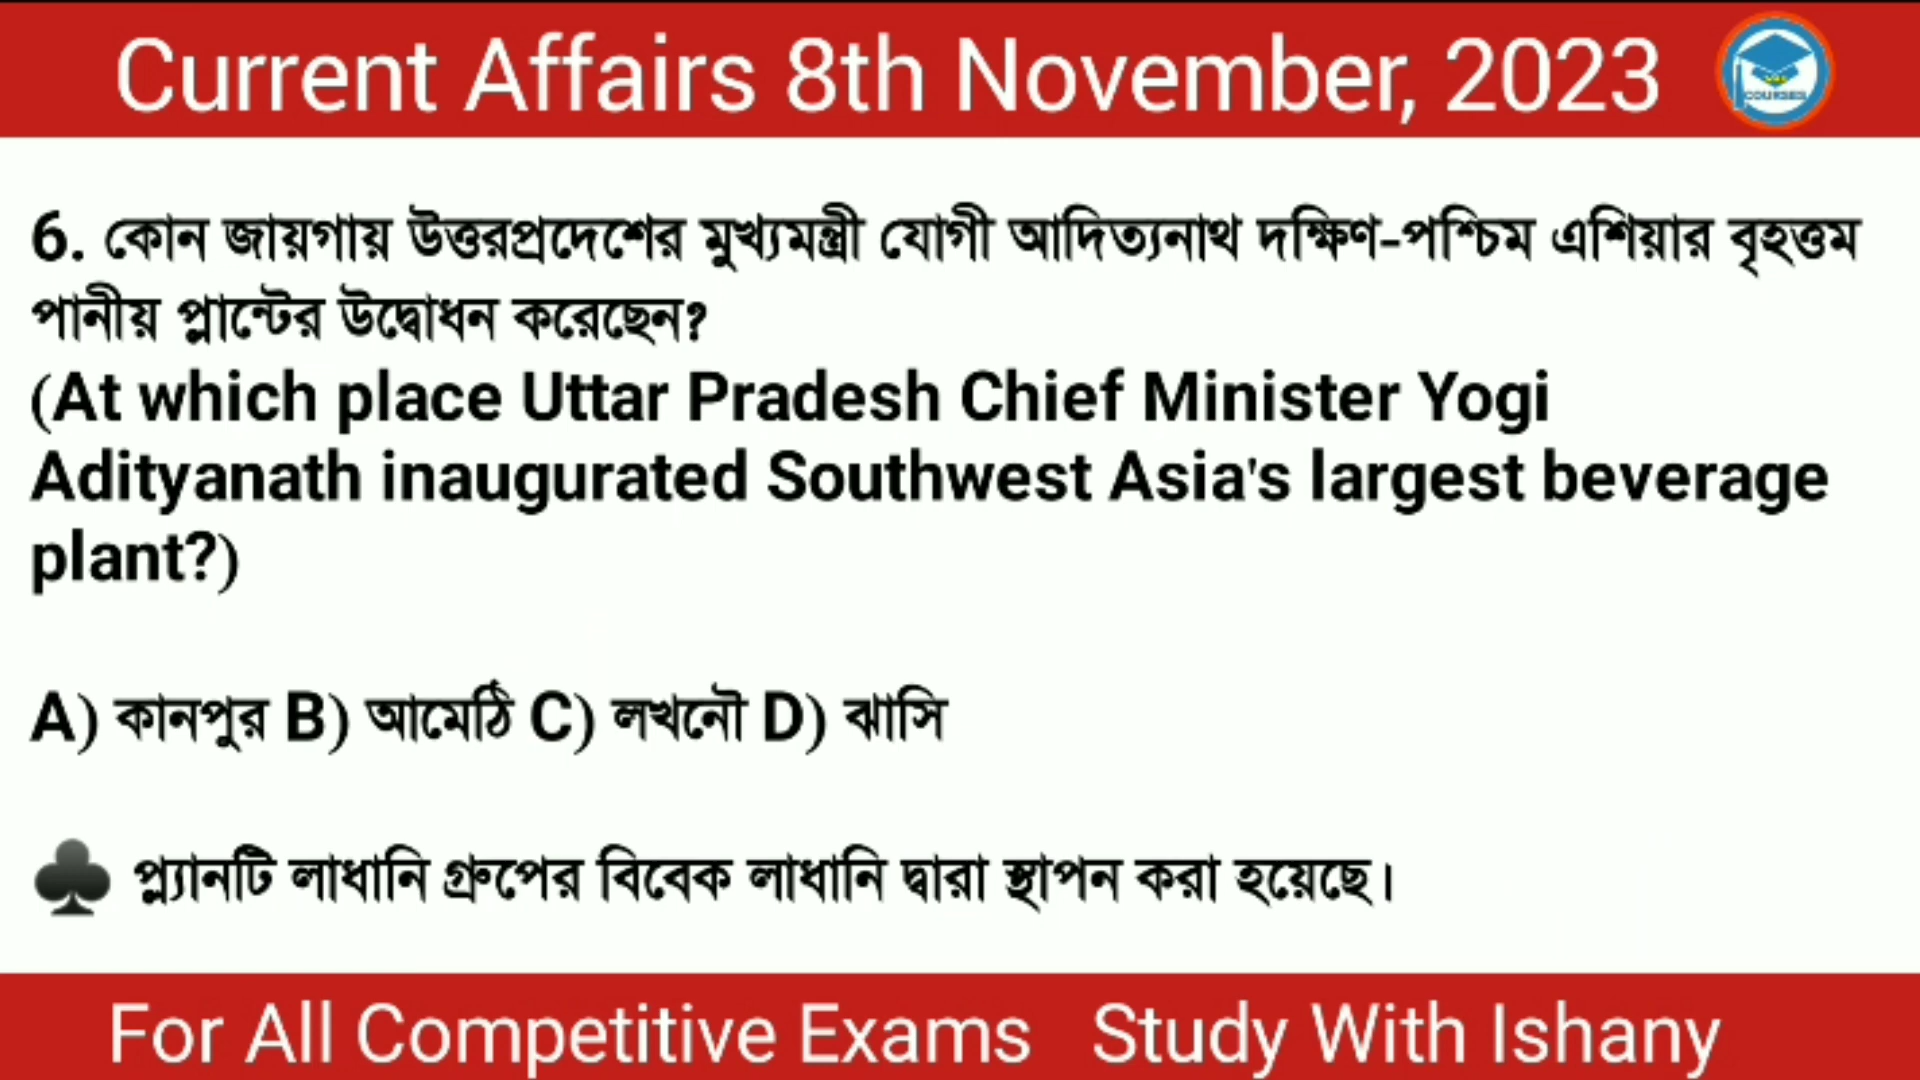 Current Affairs 8th November, 2023
COURSES
6. কোন জায়গায় উত্তরপ্রদেশের মুখ্যমন্ত্রী যোগী আদিত্যনাথ দক্ষিণ-পশ্চিম এশিয়ার বৃহত্তম
পানীয় প্লান্টের উদ্বোধন করেছেন?
(At which place Uttar Pradesh Chief Minister Yogi
Adityanath inaugurated Southwest Asia's largest beverage
plant?)
A) কানপুর B) আমেঠি C) লখনৌ D) ঝাসি
♣ প্ল্যানটি লাধানি গ্রুপের বিবেক লাধানি দ্বারা স্থাপন করা হয়েছে।
For All Competitive Exams Study With Ishany